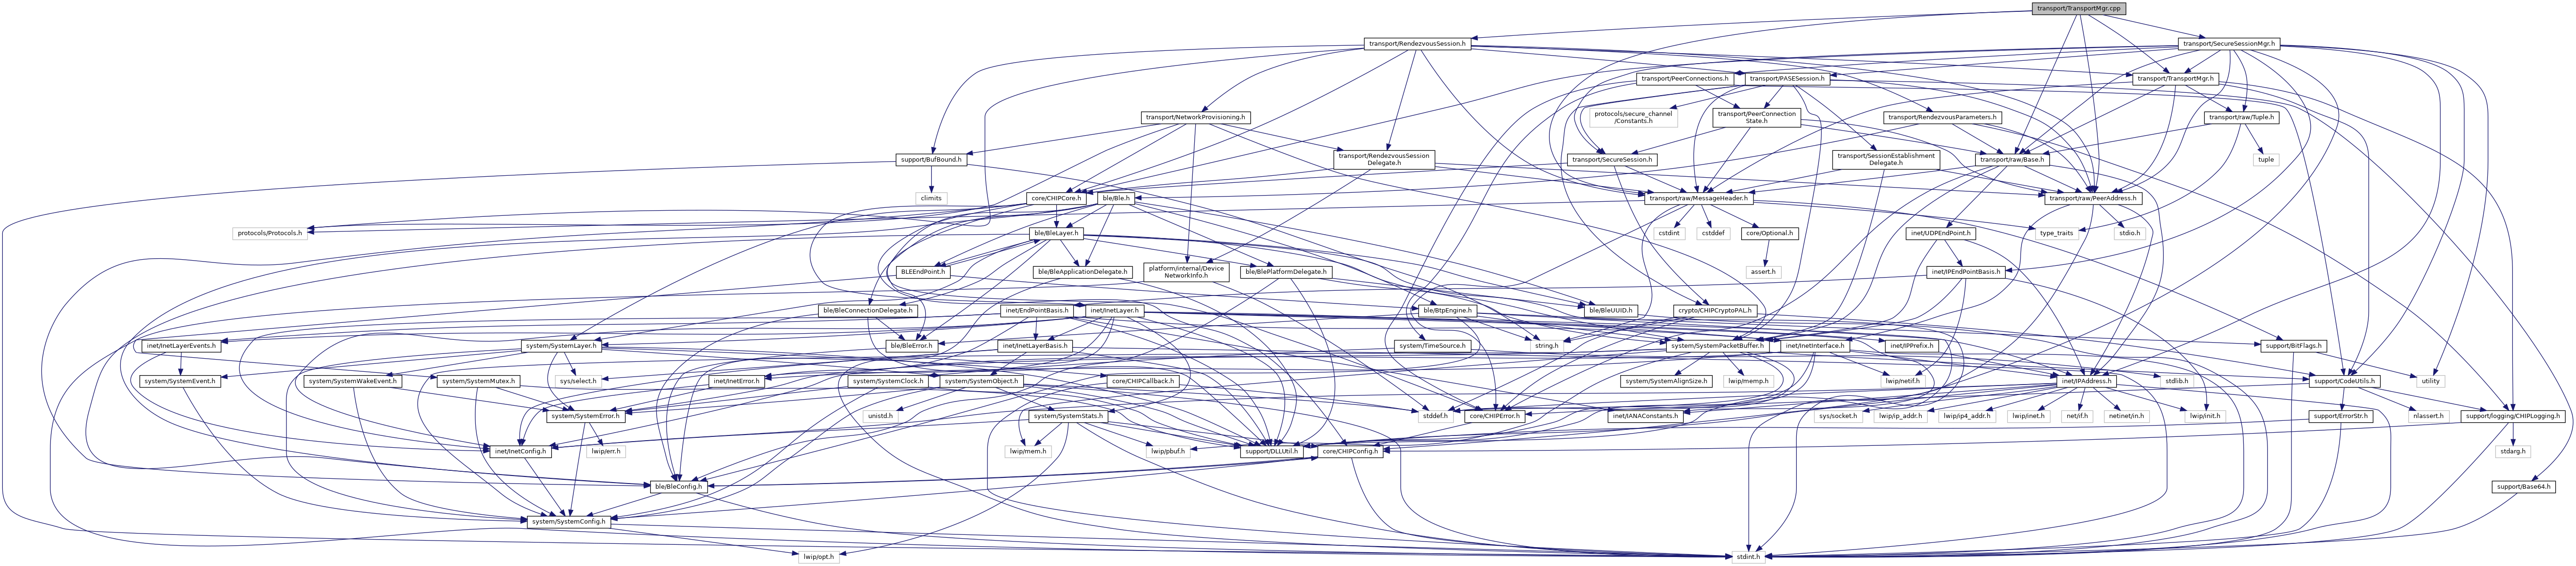 transport/TransportMgr.cpp
transport/RendezvousSession.h
transport/SecureSessionMgr.h
transport/PeerConnections.h
transport/PASESession.h
transport/TransportMgr.h
transport/NetworkProvisioning.h
protocols/secure_channel
/Constants.h
transport/PeerConnection
State.h
transport/RendezvousParameters.h
transport/raw/Tuple.h
support/BufBound.h
transport/RendezvousSession
Delegate.h
transport/SecureSession.h
transport/SessionEstablishment
Delegate.h
transport/raw/Base.h
tuple
climits
core/CHIPCore.h
ble/Ble.h
transport/raw/MessageHeader.h
transport/raw/PeerAddress.h
protocols/Protocols.h
ble/BleLayer.h
cstdint
cstddef
core/Optional.h
inet/UDPEndPoint.h
type_traits
stdio.h
BLEEndPoint.h
ble/BleApplicationDelegate.h
platform/internal/Device
NetworkInfo.h
ble/BlePlatformDelegate.h
assert.h
inet/IPEndPointBasis.h
ble/BleConnectionDelegate.h
inet/EndPointBasis.h
inet/InetLayer.h
ble/BtpEngine.h
ble/BleUUID.h
crypto/CHIPCryptoPAL.h
inet/InetLayerEvents.h
system/SystemLayer.h
ble/BleError.h
inet/InetLayerBasis.h
system/TimeSource.h
string.h
system/SystemPacketBuffer.h
inet/InetInterface.h
inet/IPPrefix.h
support/BitFlags.h
system/SystemEvent.h
system/SystemWakeEvent.h
system/SystemMutex.h
sys/select.h
inet/InetError.h
system/SystemClock.h
system/SystemObject.h
core/CHIPCallback.h
system/SystemAlignSize.h
lwip/memp.h
lwip/netif.h
inet/IPAddress.h
stdlib.h
support/CodeUtils.h
utility
system/SystemError.h
unistd.h
system/SystemStats.h
stddef.h
core/CHIPError.h
inet/IANAConstants.h
sys/socket.h
lwip/ip_addr.h
lwip/ip4_addr.h
lwip/inet.h
net/if.h
netinet/in.h
lwip/init.h
support/ErrorStr.h
nlassert.h
support/logging/CHIPLogging.h
inet/InetConfig.h
lwip/err.h
lwip/mem.h
lwip/pbuf.h
support/DLLUtil.h
core/CHIPConfig.h
stdarg.h
ble/BleConfig.h
support/Base64.h
system/SystemConfig.h
lwip/opt.h
stdint.h